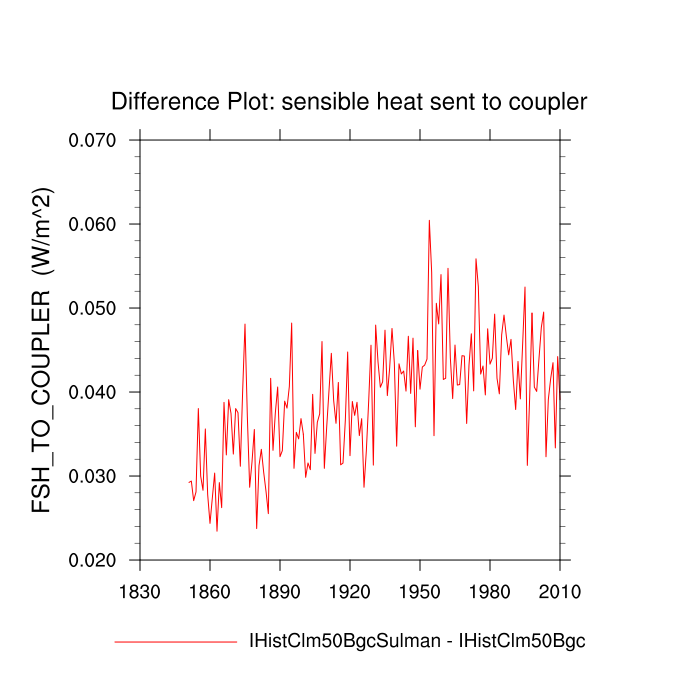 Difference Plot: sensible heat sent to coupler
FSH_TO_COUPLER (W/m^2)
0.070
0.060
0.050
0.040
0.030
0.020
1830 1860 1890 1920 1950 1980 2010
IHistClm50BgcSulman - IHistClm50Bgc